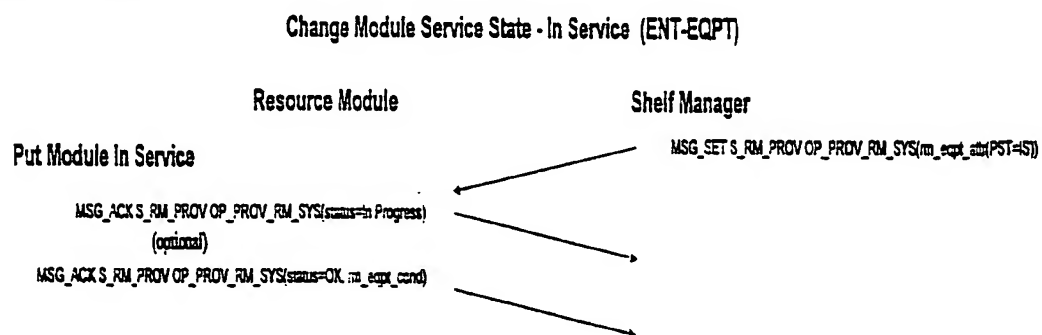 Change Module Service State - In Service (ENT-EQPT)
Resource Module
Shelf Manager
MSG_SET S_RM_PROV OP_PROV_RM_SYS(rm_eqpt_attr(PST=IS))
Put Module In Service
MSG_ACK S_RM_PROV OP_PROV_RM_SYS(status=In Progress)
(optional)
MSG_ACK S_RM_PROV OP_PROV_RM_SYS(status=OK, rm_eqpt_cond)